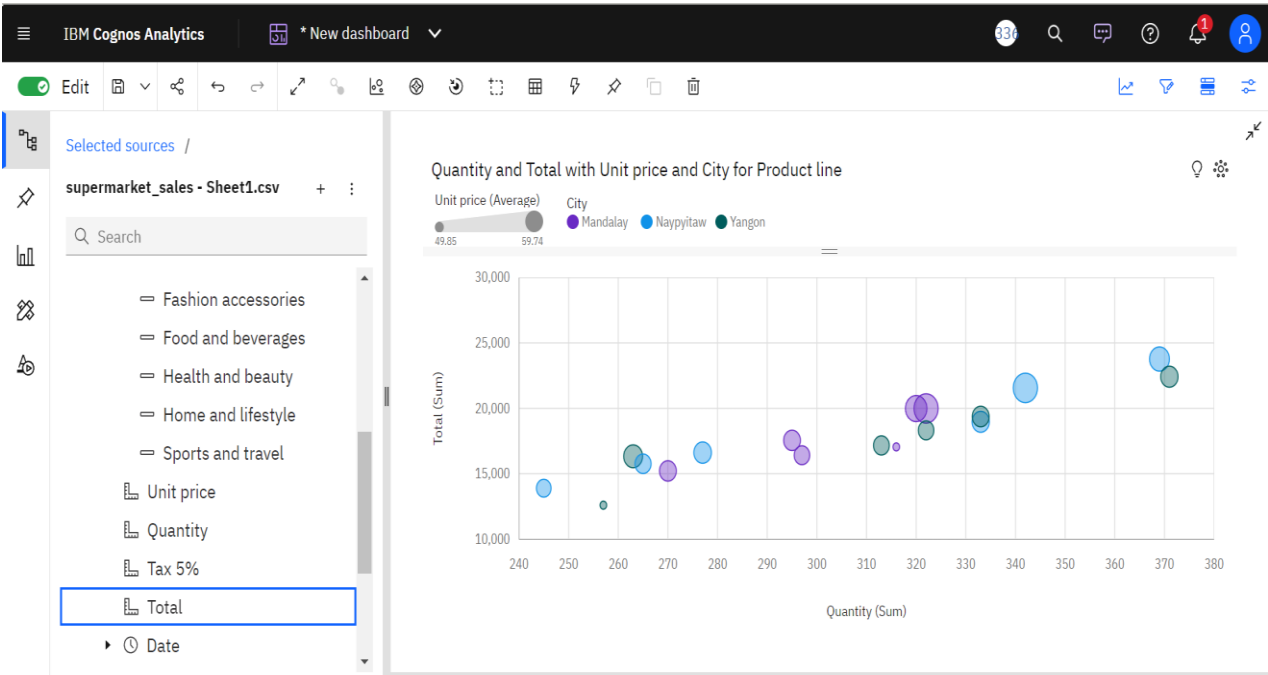 IBM Cognos Analytics
* New dashboard
336
1
Edit
Selected sources /
supermarket_sales - Sheet1.csv
Search
Fashion accessories
Food and beverages
Health and beauty
Home and lifestyle
Sports and travel
Unit price
Quantity
Tax 5%
Total
Date
Quantity and Total with Unit price and City for Product line
Unit price (Average)
49.85 59.74
City
Mandalay Naypyitaw Yangon
Total (Sum)
30,000
25,000
20,000
15,000
10,000
240 250 260 270 280 290 300 310 320 330 340 350 360 370 380
Quantity (Sum)